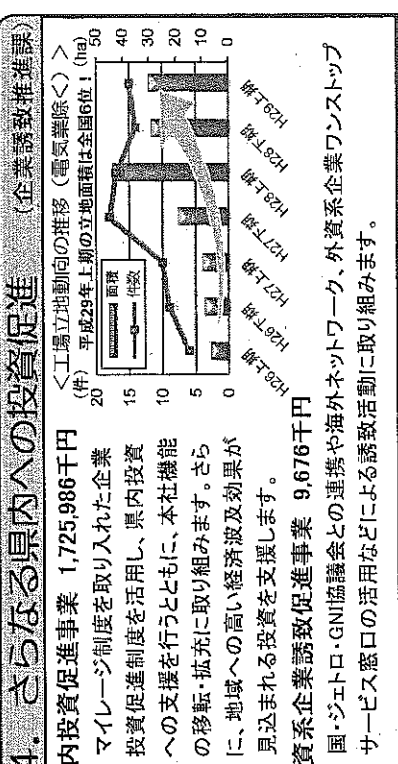 4. さらなる県内への投資促進 (企業誘致推進課)
内投資促進事業 1,725,986千円
マイレージ制度を取り入れた企業
投資促進制度を活用し、県内投資
への支援を行うとともに、本社機能
の移転・拡充に取り組みます。さら
に、地域への高い経済波及効果が
見込まれる投資を支援します。
<工場立地動向の推移(電気業除く)>
(件) 平成29年上期の立地面積は全国6位! (ha)
20
15
10
5
0
面積
件数
50
40
30
20
10
0
H26上期
H26下期
H27上期
H27下期
H28上期
H28下期
H29上期
資系企業誘致促進事業 9,676千円
国・ジェトロ・GNI協議会との連携や海外ネットワーク、外資系企業ワンストップ
サービス窓口の活用などによる誘致活動に取り組みます。